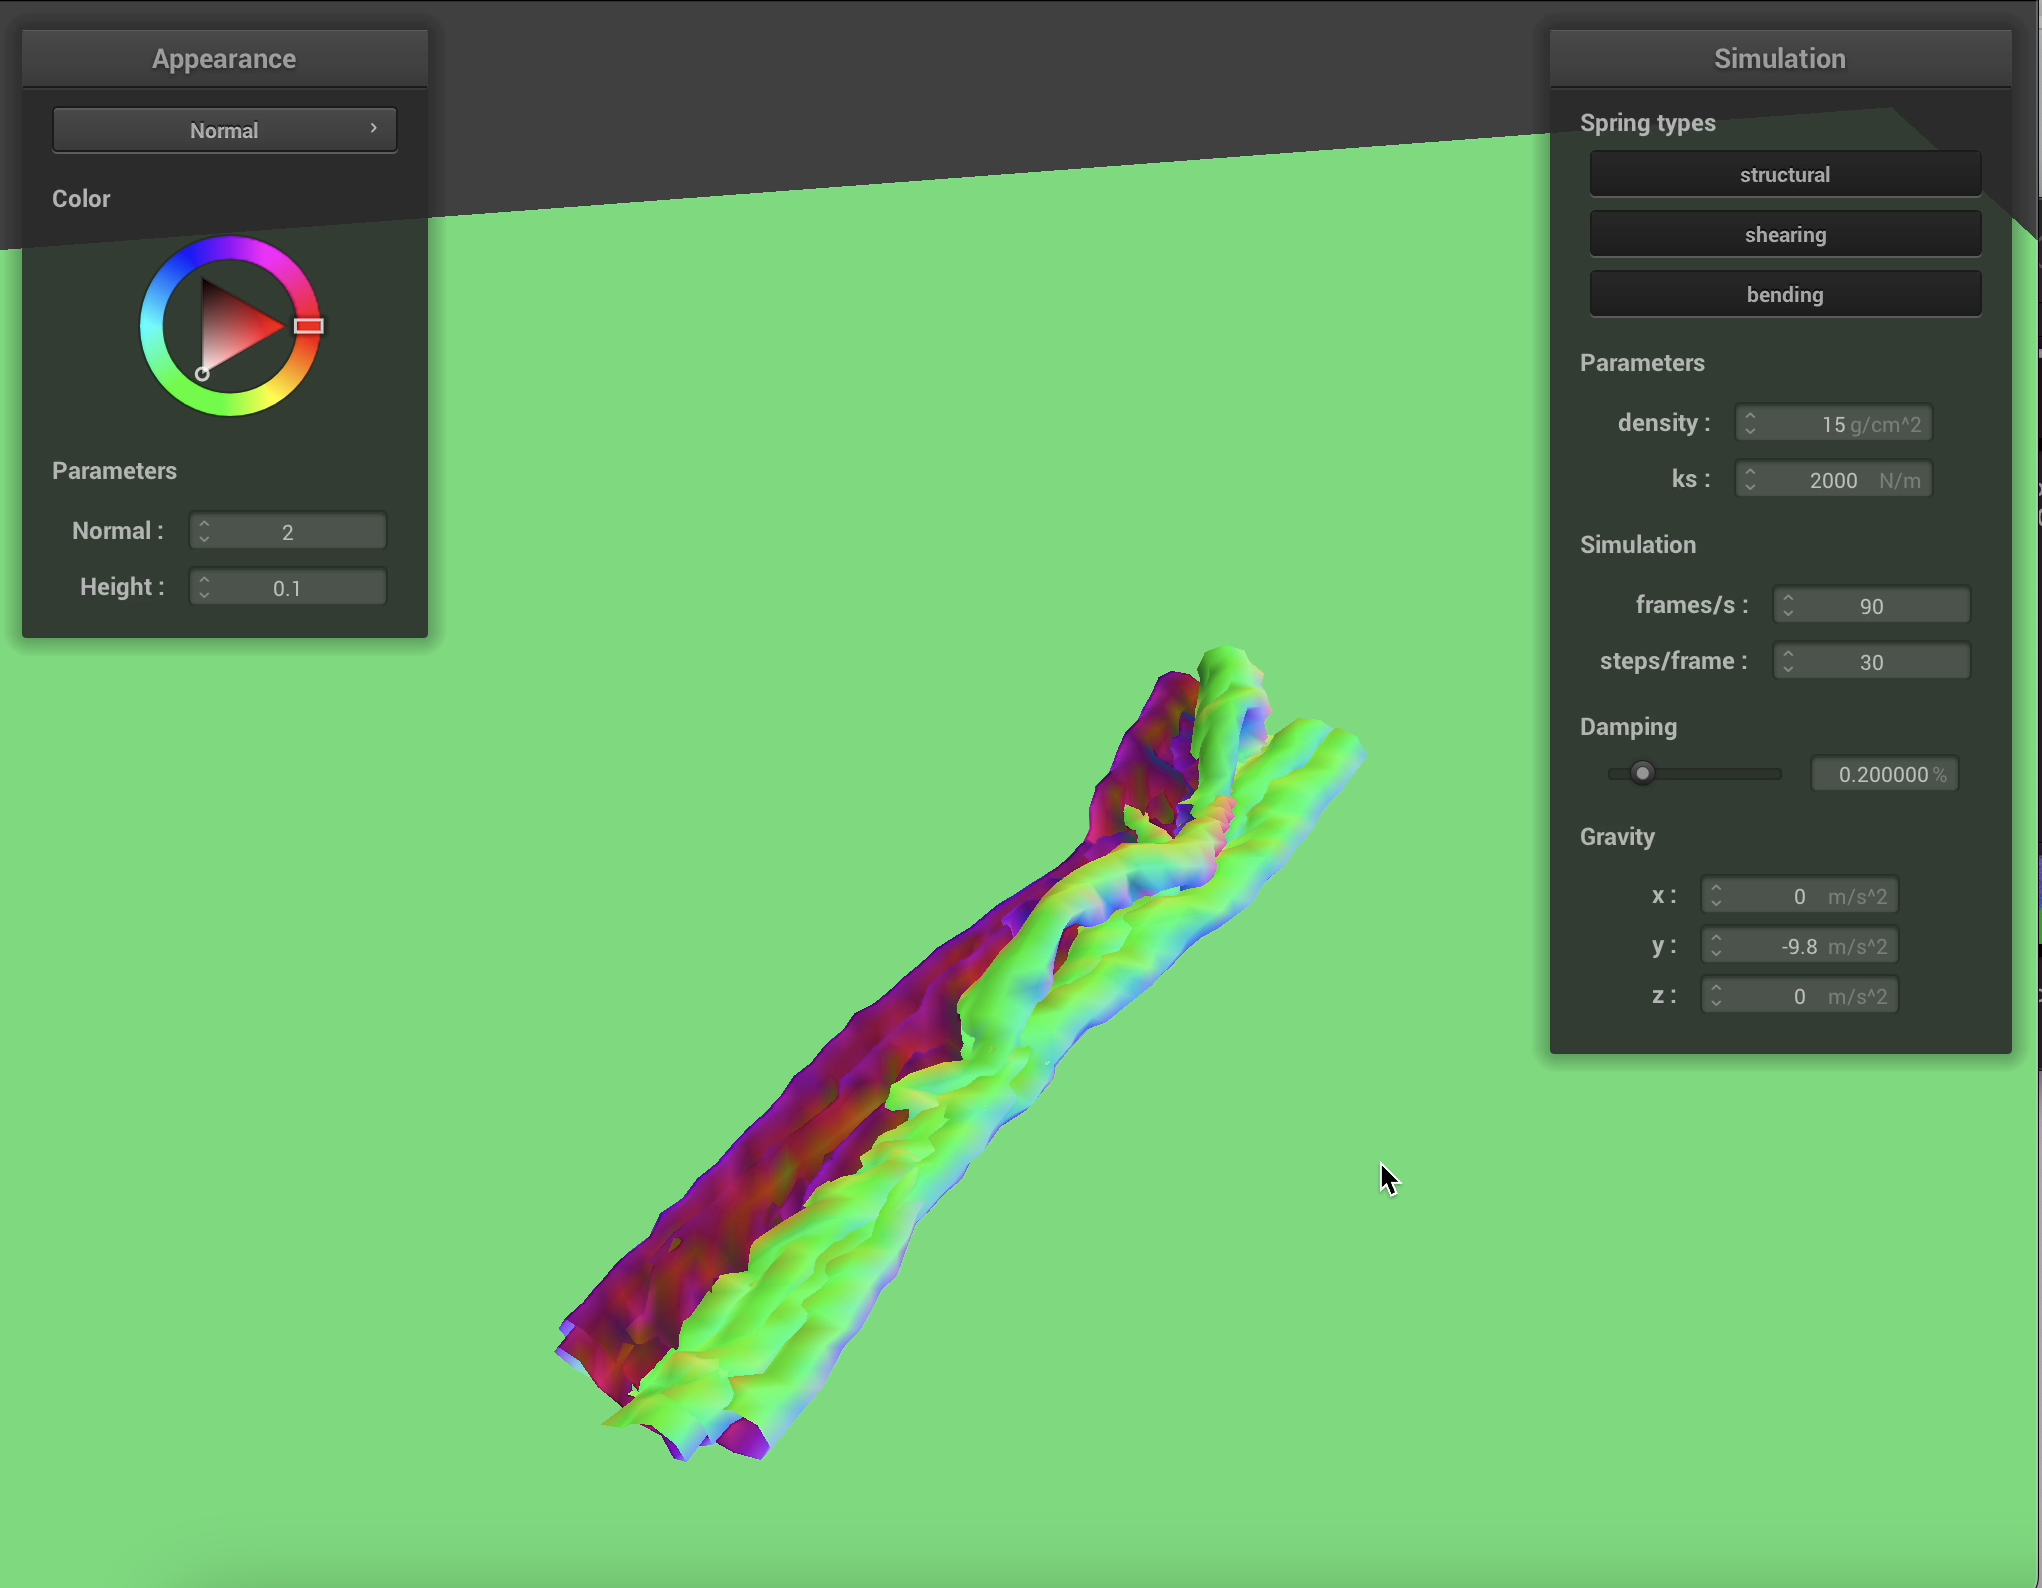 Appearance
Normal
Color
Parameters
Normal :
2
Height :
0.1
Simulation
Spring types
structural
shearing
bending
Parameters
density : 15 g/cm^2
ks : 2000 N/m
Simulation
frames/s : 90
steps/frame : 30
Damping
0.200000 %
Gravity
x : 0 m/s^2
y : -9.8 m/s^2
z : 0 m/s^2